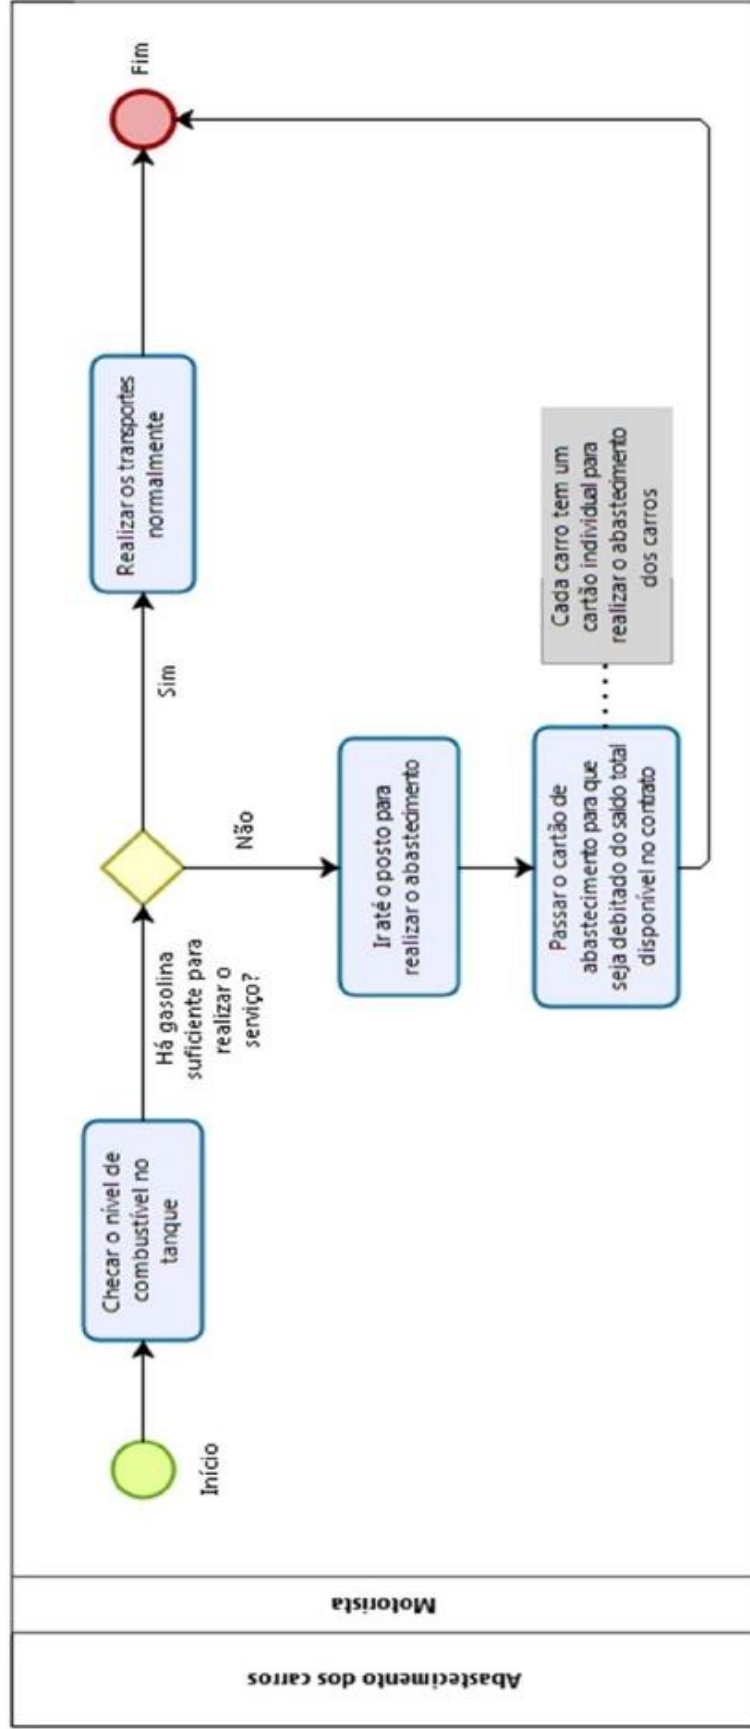 Abastecimento dos carros
Motorista
Início
Checar o nível de
combustível no
tanque
Há gasolina
suficiente para
realizar o
serviço?
Sim
Realizar os transportes
normalmente
Fim
Não
Ir até o posto para
realizar o abastecimento
Passar o cartão de
abastecimento para que
seja debitado do saldo total
disponível no contrato
Cada carro tem um
cartão individual para
realizar o abastecimento
dos carros